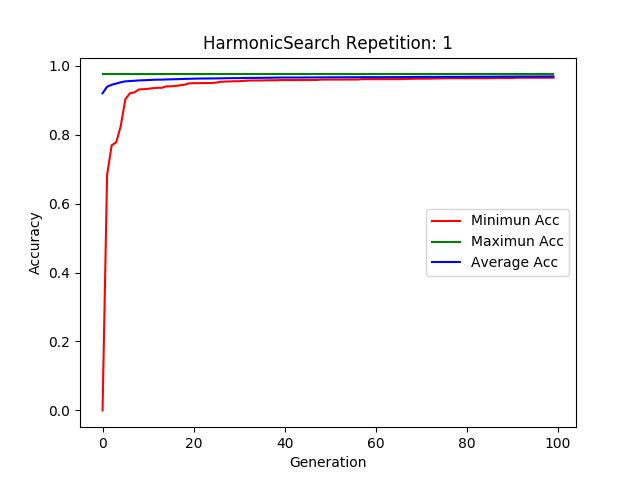 HarmonicSearch Repetition: 1
1.0
0.8
0.6
0.4
0.2
0.0
Accuracy
Minimun Acc
Maximun Acc
Average Acc
0 20 40 60 80 100
Generation